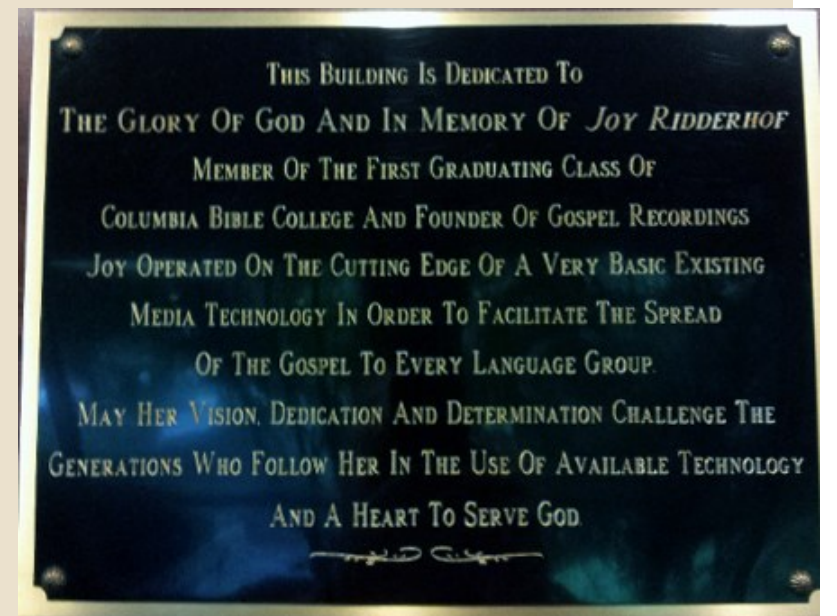 This Building Is Dedicated To
The Glory Of God And In Memory Of Joy Ridderhof
Member Of The First Graduating Class Of
Columbia Bible College And Founder Of Gospel Recordings
Joy Operated On The Cutting Edge Of A Very Basic Existing
Media Technology In Order To Facilitate The Spread
Of The Gospel To Every Language Group.
May Her Vision, Dedication And Determination Challenge The
Generations Who Follow Her In The Use Of Available Technology
And A Heart To Serve God.